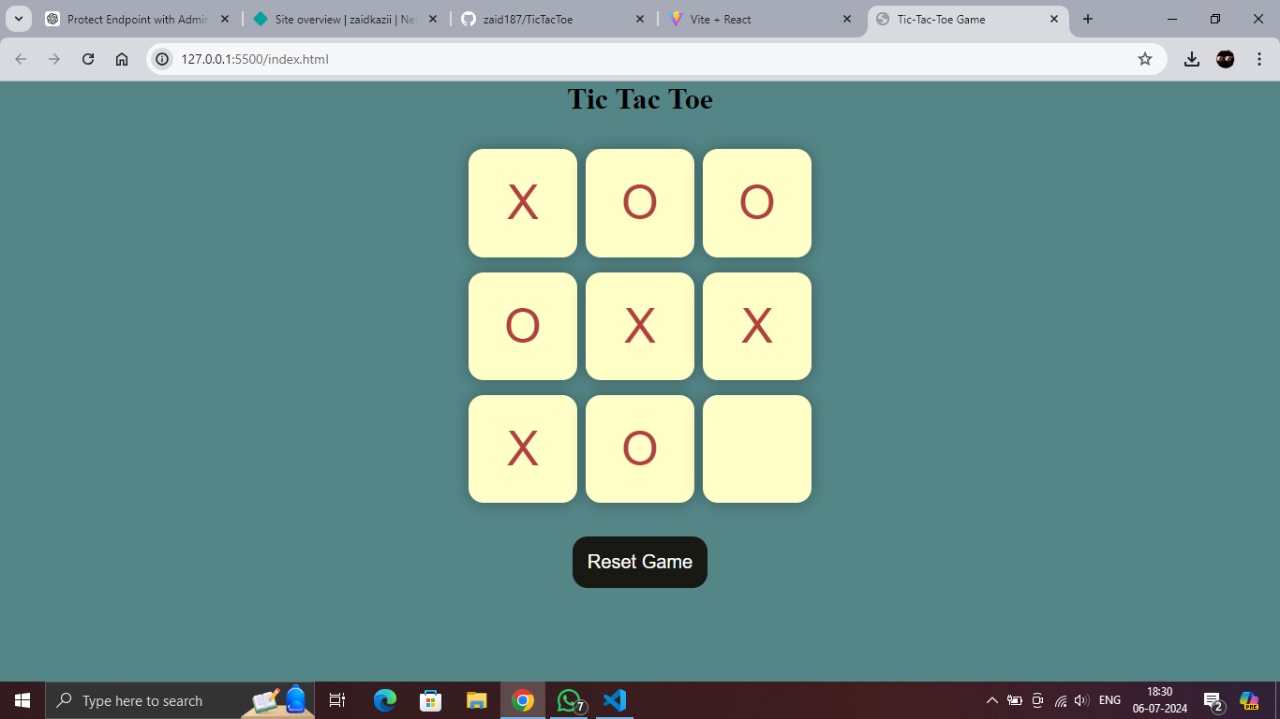 Protect Endpoint with Admin
Site overview | zaidkazii | Net
zaid187/TicTacToe
Vite + React
Tic-Tac-Toe Game
127.0.0.1:5500/index.html
Tic Tac Toe
X O O
O X X
X O
Reset Game
Type here to search
7
ENG
18:30
06-07-2024
2
PRE